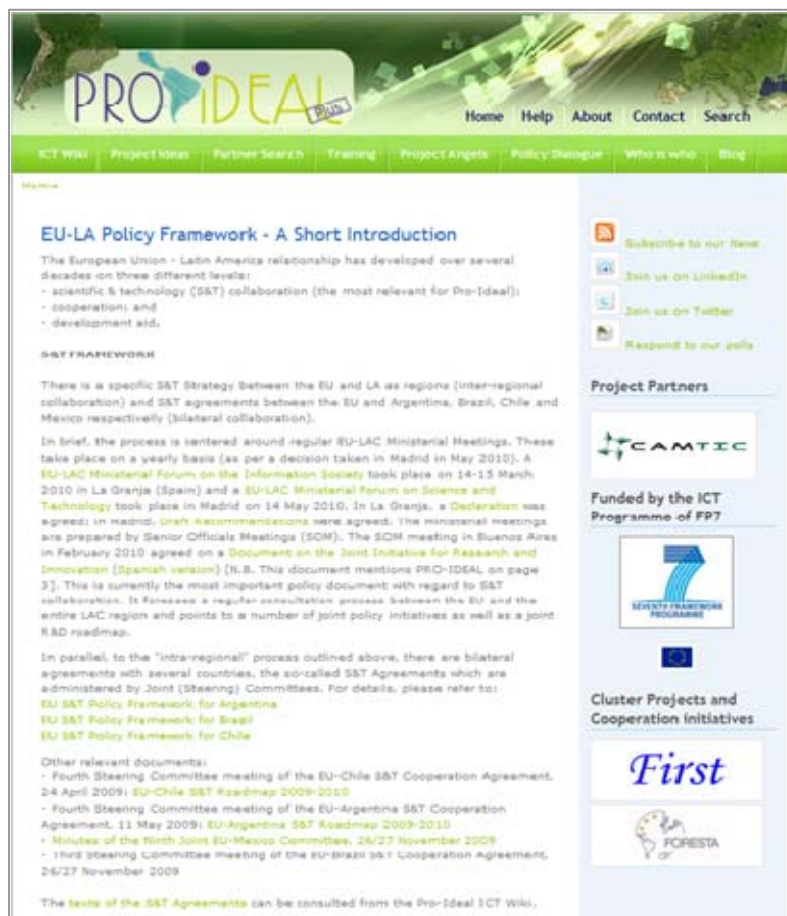 PRO IDEAL Plus
Home Help About Contact Search
ICT Wiki Project Ideas Partner Search Training Project Angels Policy Dialogue Who is who Blog
Home
EU-LA Policy Framework - A Short Introduction
The European Union - Latin America relationship has developed over several
decades on three different levels:
- scientific & technology (S&T) collaboration (the most relevant for Pro-Ideal);
- cooperation; and
- development aid.
S&T FRAMEWORK
There is a specific S&T Strategy between the EU and LA as regions (inter-regional
collaboration) and S&T agreements between the EU and Argentina, Brazil, Chile and
Mexico respectivelly (bilateral collaboration).
In brief, the process is centered around regular EU-LAC Ministerial Meetings. These
take place on a yearly basis (as per a decision taken in Madrid in May 2010). A
EU-LAC Ministerial Forum on the Information Society took place on 14-15 March
2010 in La Granja (Spain) and a EU-LAC Ministerial Forum on Science and
Technology took place in Madrid on 14 May 2010. In La Granja, a Declaration was
agreed; in Madrid, Draft Recommendations were agreed. The Ministerial Meetings
are prepared by Senior Officials Meetings (SOM). The SOM meeting in Buenos Aires
in February 2010 agreed on a Document on the Joint Initiative for Research and
Innovation (Spanish version) [N.B. This document mentions PRO-IDEAL on page
3]. This is currently the most important policy document with regard to S&T
collaboration. It foresees a regular consultation process between the EU and the
entire LAC region and points to a number of joint policy initiatives as well as a joint
R&D roadmap.
In parallel, to the "intra-regional" process outlined above, there are bilateral
agreements with several countries, the so-called S&T Agreements which are
administered by Joint (Steering) Committees. For details, please refer to:
EU S&T Policy Framework for Argentina
EU S&T Policy Framework for Brazil
EU S&T Policy Framework for Chile
Other relevant documents:
- Fourth Steering Committee meeting of the EU-Chile S&T Cooperation Agreement,
24 April 2009: EU-Chile S&T Roadmap 2009-2010
- Fourth Steering Committee meeting of the EU-Argentina S&T Cooperation
Agreement, 11 May 2009: EU-Argentina S&T Roadmap 2009-2010
- Minutes of the Ninth Joint EU-Mexico Committee, 26/27 November 2009
- Third Steering Committee meeting of the EU-Brazil S&T Cooperation Agreement,
26/27 November 2009
The texts of the S&T Agreements can be consulted from the Pro-Ideal ICT Wiki.
Subscribe to our News
Join us on LinkedIn
Join us on Twitter
Respond to our polls
Project Partners
CAMTIC
Funded by the ICT
Programme of FP7
SEVENTH FRAMEWORK
PROGRAMME
Cluster Projects and
Cooperation Initiatives
First
FORESTA